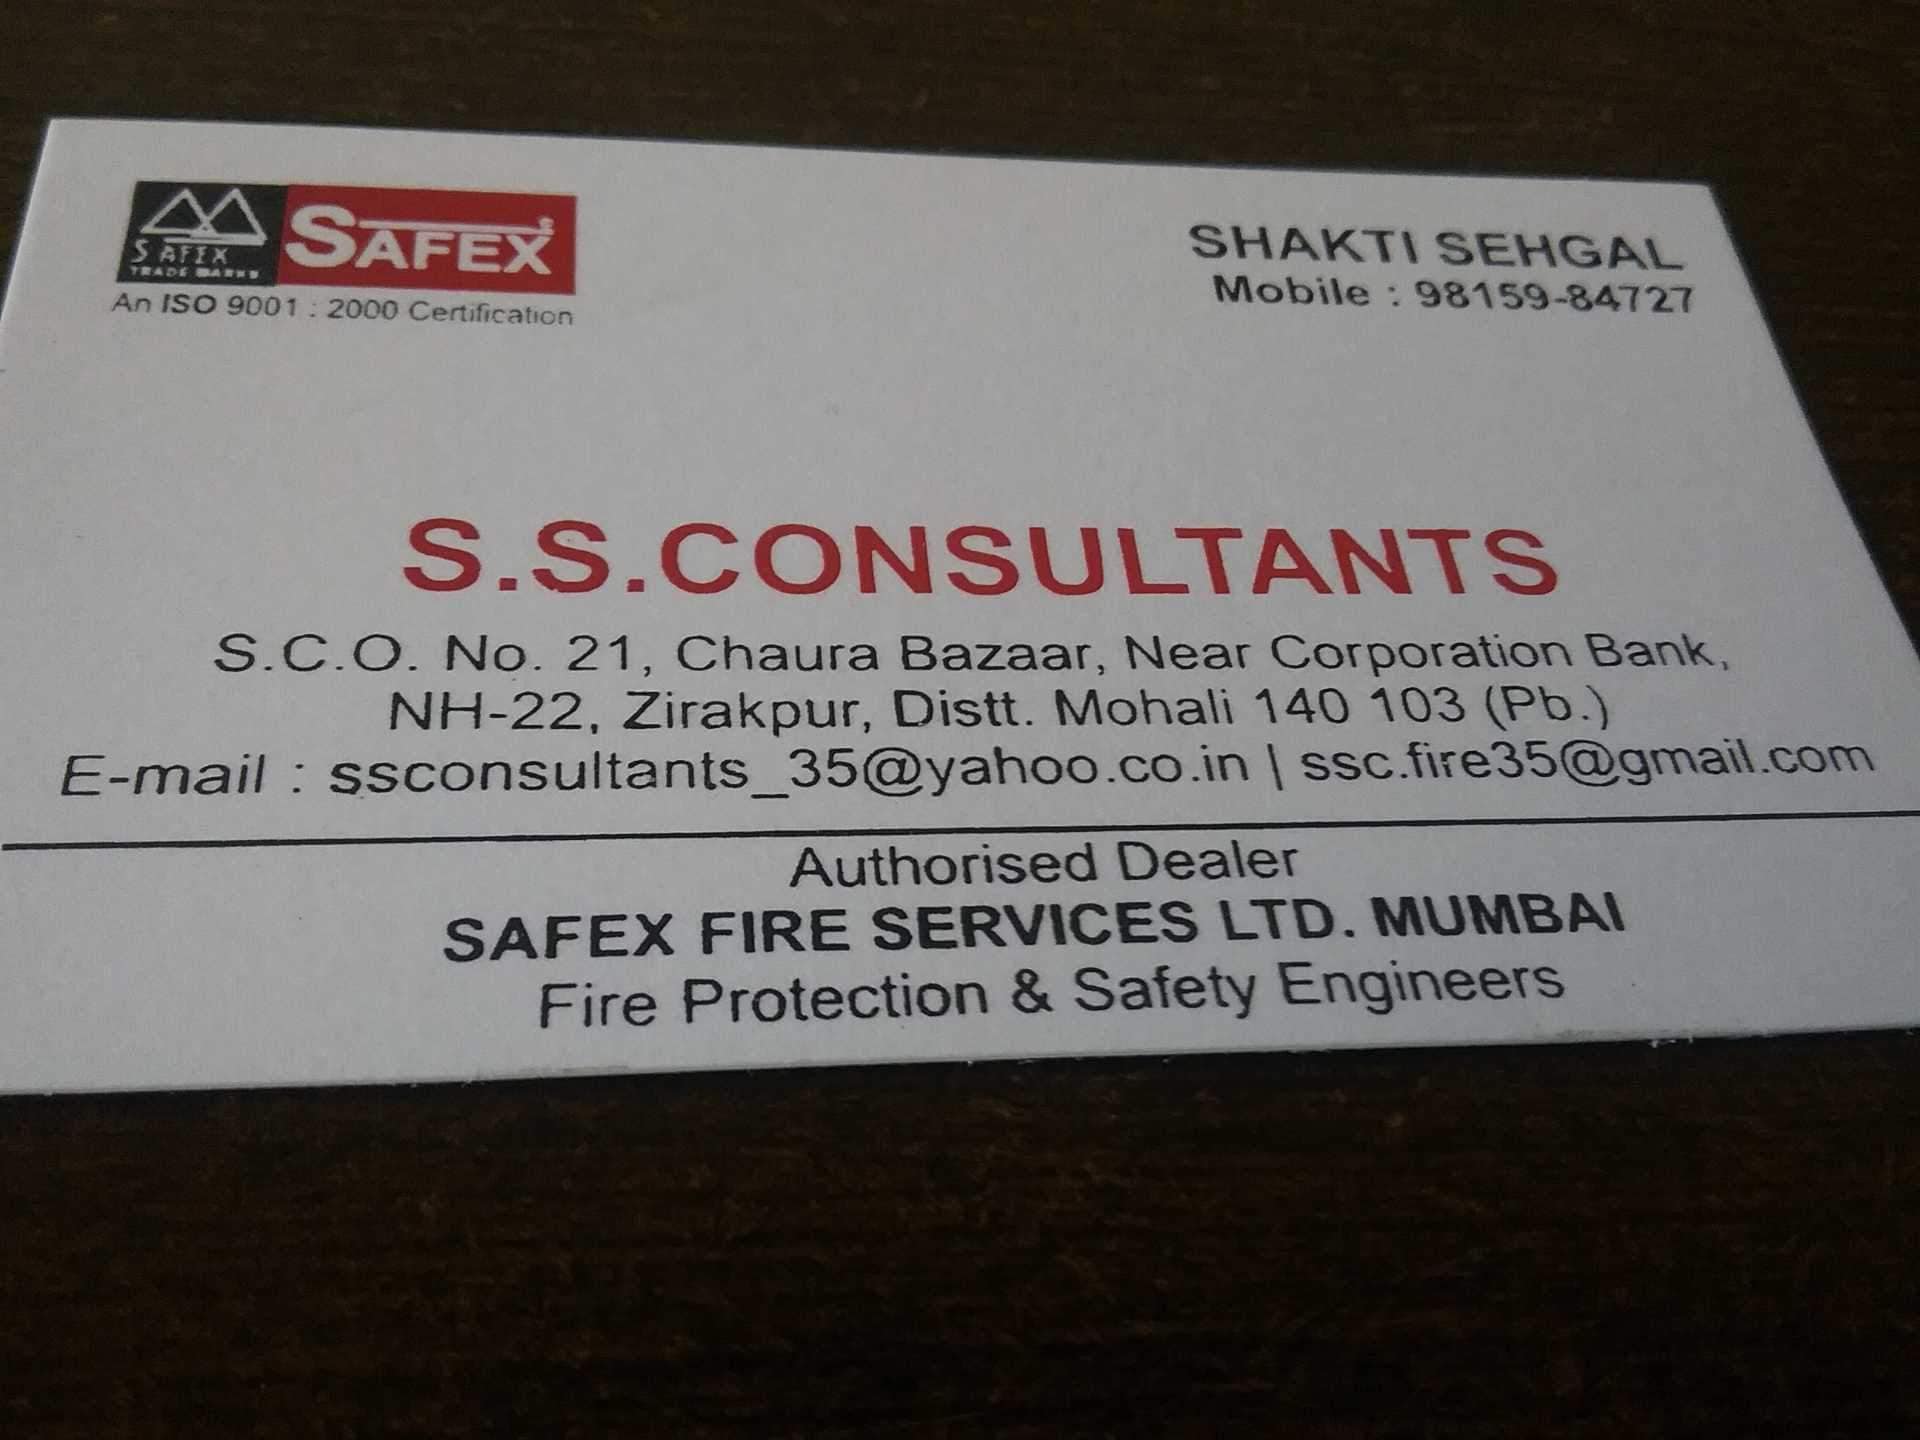 SAFEX
TRADE MARKS
SAFEX
An ISO 9001 : 2000 Certification
SHAKTI SEHGAL
Mobile : 98159-84727
S.S.CONSULTANTS
S.C.O. No. 21, Chaura Bazaar, Near Corporation Bank,
NH-22, Zirakpur, Distt. Mohali 140 103 (Pb.)
E-mail : ssconsultants_35@yahoo.co.in | ssc.fire35@gmail.com
Authorised Dealer
SAFEX FIRE SERVICES LTD. MUMBAI
Fire Protection & Safety Engineers